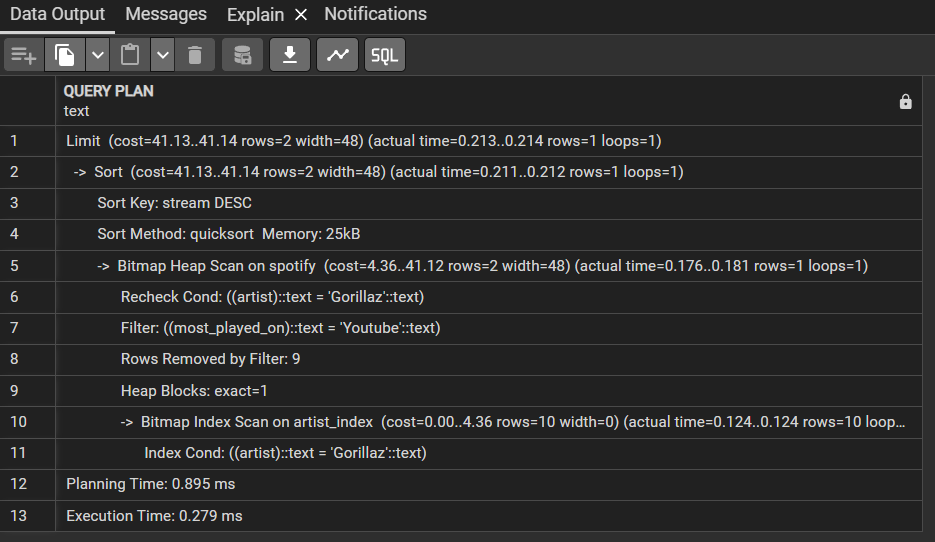 Data Output Messages Explain × Notifications
SQL
QUERY PLAN
text
1 Limit (cost=41.13..41.14 rows=2 width=48) (actual time=0.213..0.214 rows=1 loops=1)
2 -> Sort (cost=41.13..41.14 rows=2 width=48) (actual time=0.211..0.212 rows=1 loops=1)
3 Sort Key: stream DESC
4 Sort Method: quicksort Memory: 25kB
5 -> Bitmap Heap Scan on spotify (cost=4.36..41.12 rows=2 width=48) (actual time=0.176..0.181 rows=1 loops=1)
6 Recheck Cond: ((artist)::text = 'Gorillaz'::text)
7 Filter: ((most_played_on)::text = 'Youtube'::text)
8 Rows Removed by Filter: 9
9 Heap Blocks: exact=1
10 -> Bitmap Index Scan on artist_index (cost=0.00..4.36 rows=10 width=0) (actual time=0.124..0.124 rows=10 loop...
11 Index Cond: ((artist)::text = 'Gorillaz'::text)
12 Planning Time: 0.895 ms
13 Execution Time: 0.279 ms